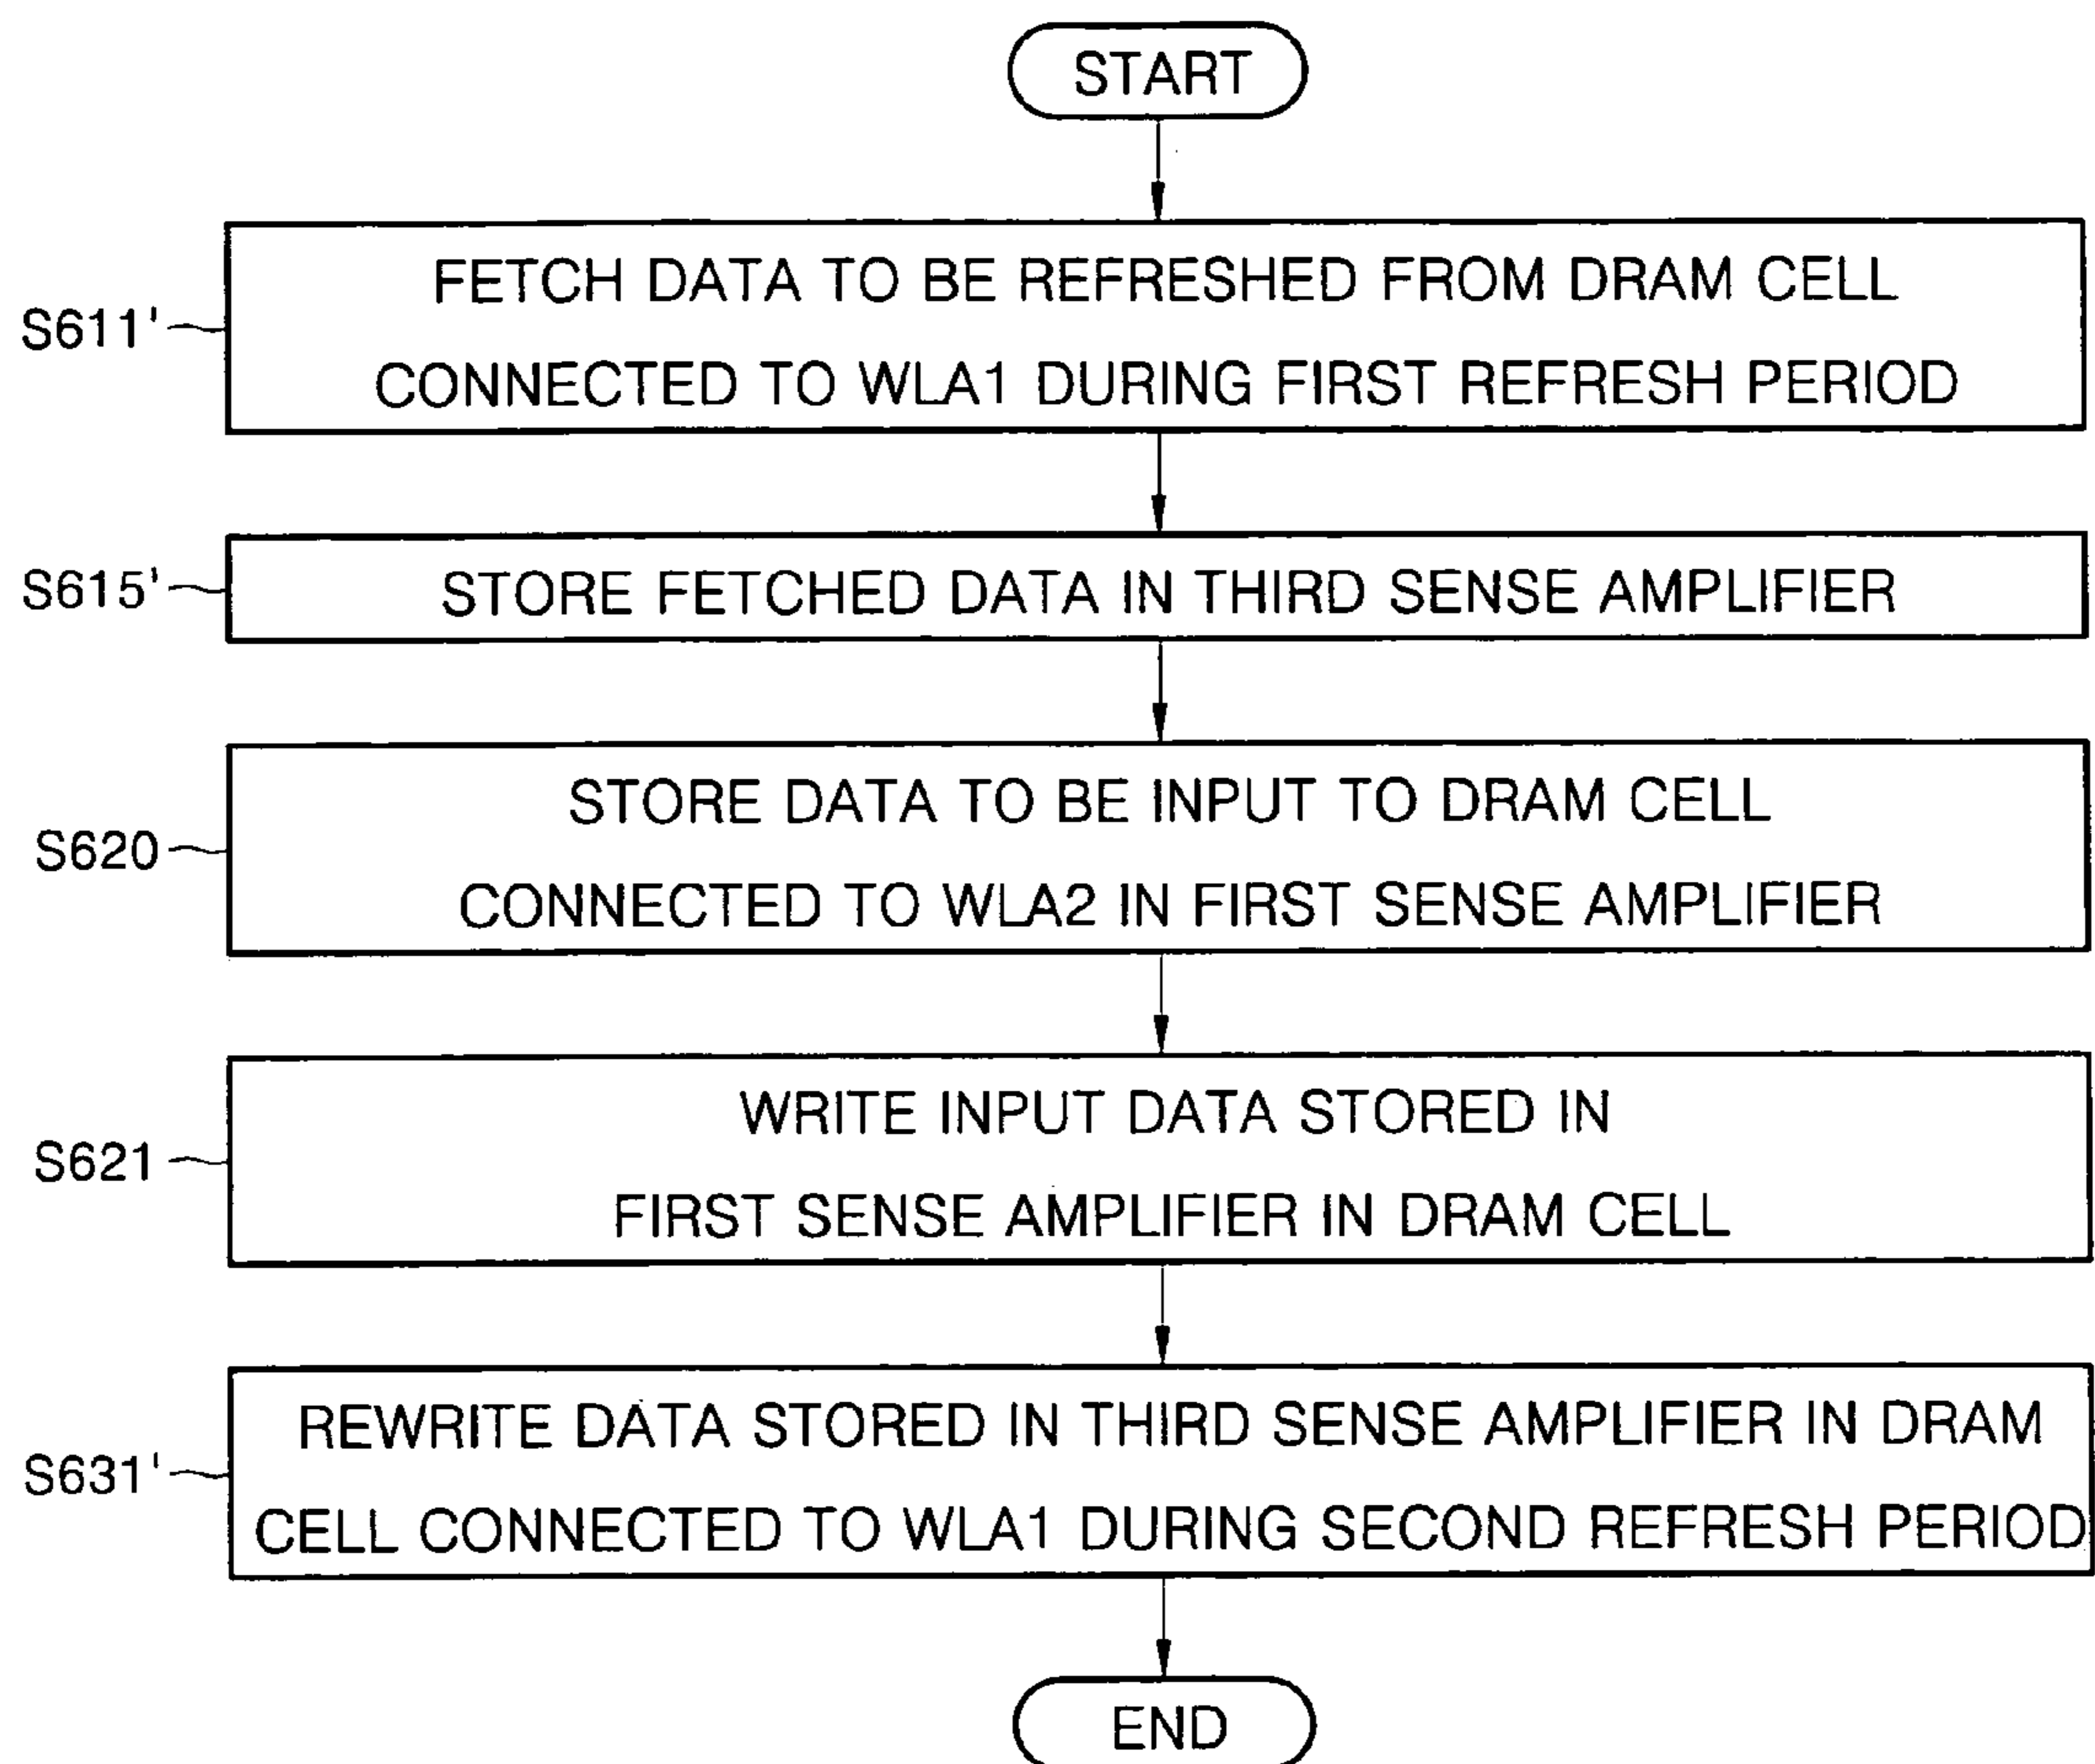 START
FETCH DATA TO BE REFRESHED FROM DRAM CELL
CONNECTED TO WLA1 DURING FIRST REFRESH PERIOD
S611'
STORE FETCHED DATA IN THIRD SENSE AMPLIFIER
S615'
STORE DATA TO BE INPUT TO DRAM CELL
CONNECTED TO WLA2 IN FIRST SENSE AMPLIFIER
S620
WRITE INPUT DATA STORED IN
FIRST SENSE AMPLIFIER IN DRAM CELL
S621
REWRITE DATA STORED IN THIRD SENSE AMPLIFIER IN DRAM
CELL CONNECTED TO WLA1 DURING SECOND REFRESH PERIOD
S631'
END